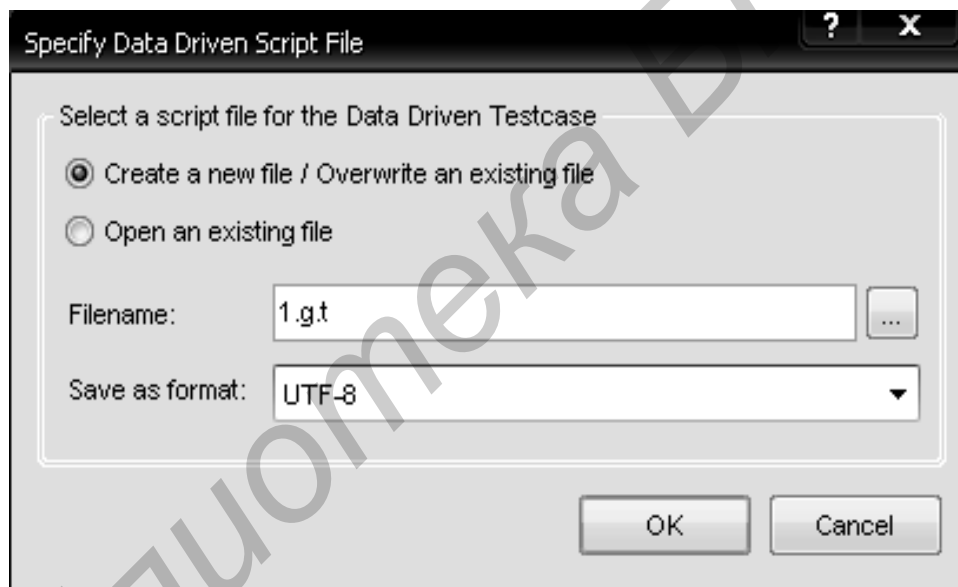 Specify Data Driven Script File
? X
Select a script file for the Data Driven Testcase
Create a new file / Overwrite an existing file
Open an existing file
Filename: 1.g.t ...
Save as format: UTF-8
OK Cancel